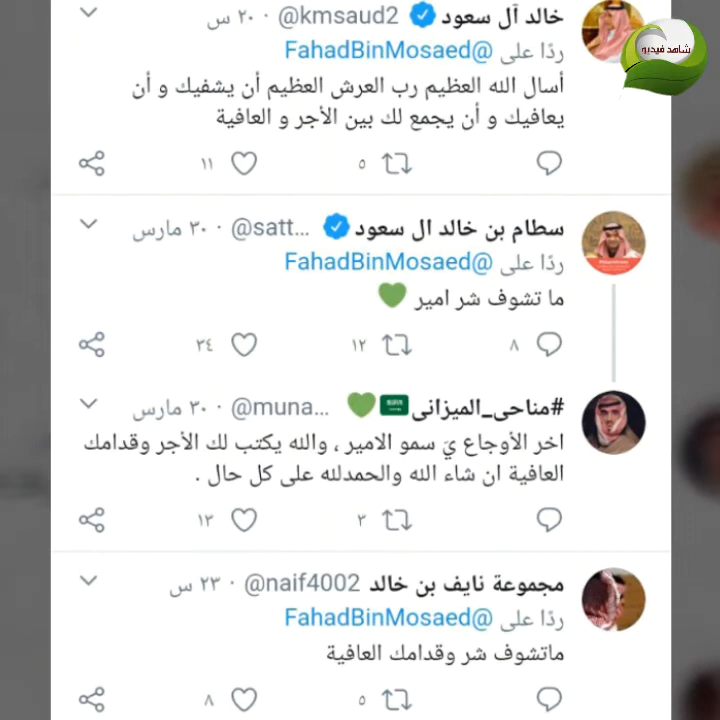 شاهد فيديو
خالد آل سعود @kmsaud2 · ٢٠ س
ردًا على @FahadBinMosaed
أسال الله العظيم رب العرش العظيم أن يشفيك و أن
يعافيك و أن يجمع لك بين الأجر و العافية
٥ ١١
سطام بن خالد ال سعود @satt... · ٣٠ مارس
ردًا على @FahadBinMosaed
ما تشوف شر امير 💚
٨ ١٢ ٣٤
#مناحي_الميزاني🇸🇦💚 @muna... · ٣٠ مارس
اخر الأوجاع يَ سمو الامير ، والله يكتب لك الأجر وقدامك
العافية ان شاء الله والحمدلله على كل حال .
٣ ١٣
مجموعة نايف بن خالد @naif4002 · ٢٣ س
ردًا على @FahadBinMosaed
ماتشوف شر وقدامك العافية
٥ ٨